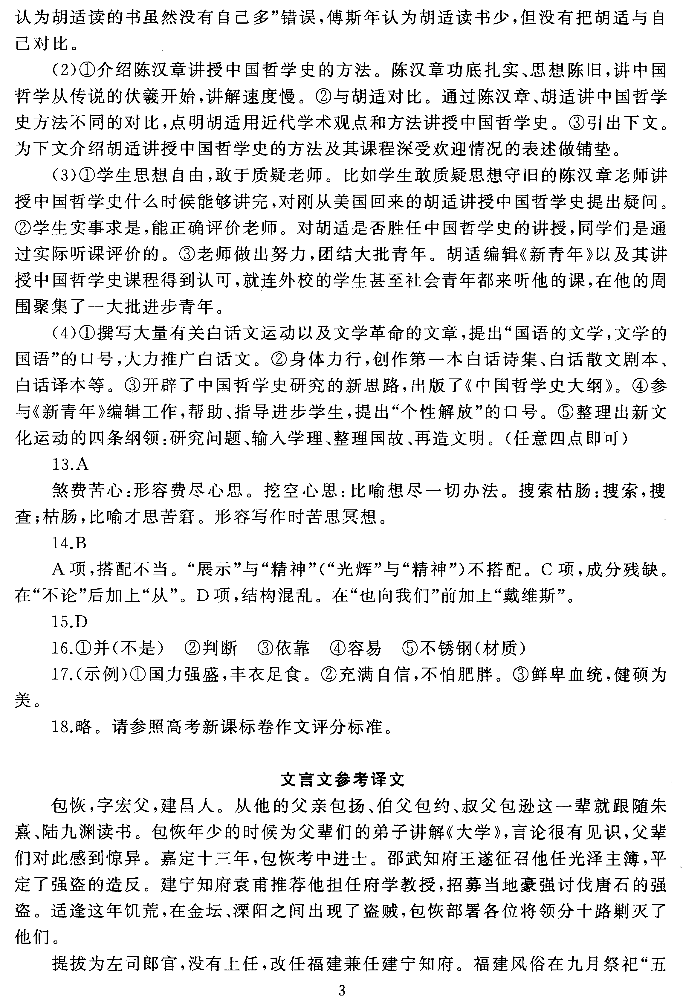 认为胡适读的书虽然没有自己多”错误,傅斯年认为胡适读书少,但没有把胡适与自
己对比。
(2)①介绍陈汉章讲授中国哲学史的方法。陈汉章功底扎实、思想陈旧,讲中国
哲学从传说的伏羲开始,讲解速度慢。②与胡适对比。通过陈汉章、胡适讲中国哲学
史方法不同的对比,点明胡适用近代学术观点和方法讲授中国哲学史。③引出下文。
为下文介绍胡适讲授中国哲学史的方法及其课程深受欢迎情况的表述做铺垫。
(3)①学生思想自由,敢于质疑老师。比如学生敢质疑思想守旧的陈汉章老师讲
授中国哲学史什么时候能够讲完,对刚从美国回来的胡适讲授中国哲学史提出疑问。
②学生实事求是,能正确评价老师。对胡适是否胜任中国哲学史的讲授,同学们是通
过实际听课评价的。③老师做出努力,团结大批青年。胡适编辑《新青年》以及其讲
授中国哲学史课程得到认可,就连外校的学生甚至社会青年都来听他的课,在他的周
围聚集了一大批进步青年。
(4)①撰写大量有关白话文运动以及文学革命的文章,提出“国语的文学,文学的
国语”的口号,大力推广白话文。②身体力行,创作第一本白话诗集、白话散文剧本、
白话译本等。③开辟了中国哲学史研究的新思路,出版了《中国哲学史大纲》。④参
与《新青年》编辑工作,帮助、指导进步学生,提出“个性解放”的口号。⑤整理出新文
化运动的四条纲领:研究问题、输入学理、整理国故、再造文明。(任意四点即可)
13.A
煞费苦心:形容费尽心思。挖空心思:比喻想尽一切办法。搜索枯肠:搜索,搜
查;枯肠,比喻才思苦窘。形容写作时苦思冥想。
14.B
A 项,搭配不当。“展示”与“精神”(“光辉”与“精神”)不搭配。C 项,成分残缺。
在“不论”后加上“从”。D 项,结构混乱。在“也向我们”前加上“戴维斯”。
15.D
16.①并(不是) ②判断 ③依靠 ④容易 ⑤不锈钢(材质)
17.(示例)①国力强盛,丰衣足食。②充满自信,不怕肥胖。③鲜卑血统,健硕为
美。
18.略。请参照高考新课标卷作文评分标准。
文言文参考译文
包恢,字宏父,建昌人。从他的父亲包扬、伯父包约、叔父包逊这一辈就跟随朱
熹、陆九渊读书。包恢年少的时候为父辈们的弟子讲解《大学》,言论很有见识,父辈
们对此感到惊异。嘉定十三年,包恢考中进士。邵武知府王遂征召他任光泽主簿,平
定了强盗的造反。建宁知府袁甫推荐他担任府学教授,招募当地豪强讨伐唐石的强
盗。适逢这年饥荒,在金坛、溧阳之间出现了盗贼,包恢部署各位将领分十路剿灭了
他们。
提拔为左司郎官,没有上任,改任福建兼任建宁知府。福建风俗在九月祭祀“五
3